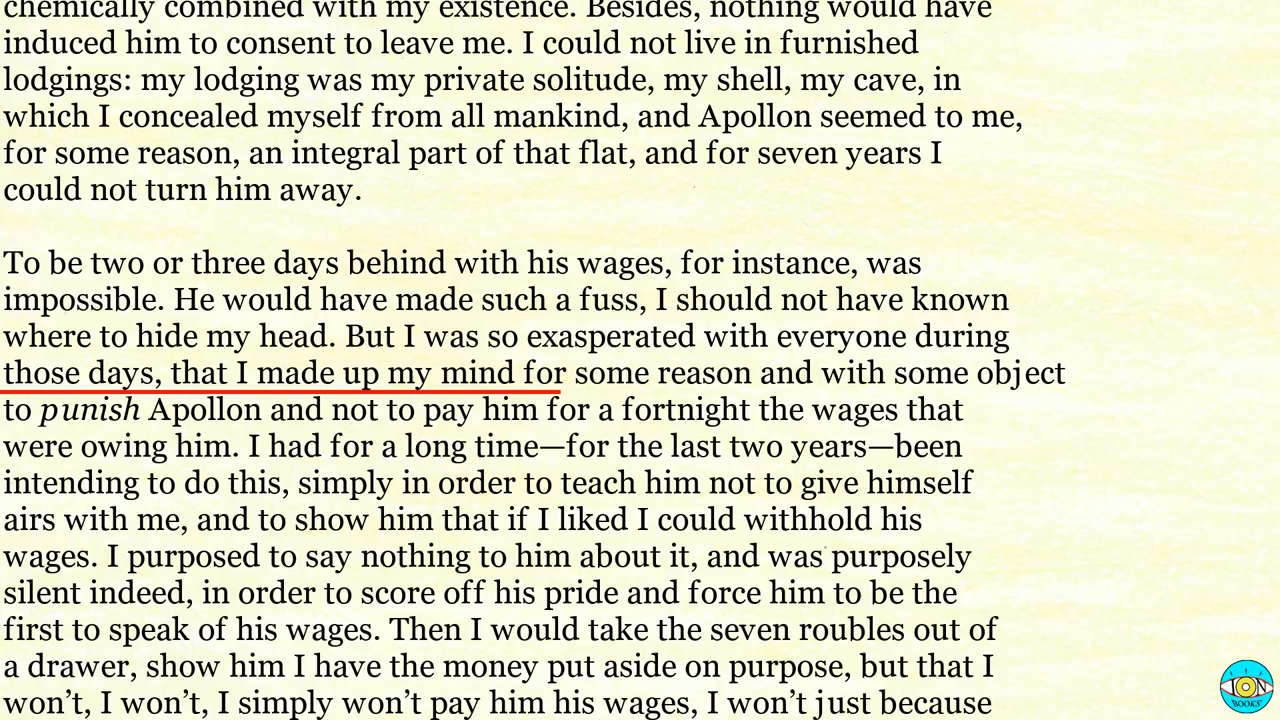 chemically combined with my existence. Besides, nothing would have
induced him to consent to leave me. I could not live in furnished
lodgings: my lodging was my private solitude, my shell, my cave, in
which I concealed myself from all mankind, and Apollon seemed to me,
for some reason, an integral part of that flat, and for seven years I
could not turn him away.
To be two or three days behind with his wages, for instance, was
impossible. He would have made such a fuss, I should not have known
where to hide my head. But I was so exasperated with everyone during
those days, that I made up my mind for some reason and with some object
to punish Apollon and not to pay him for a fortnight the wages that
were owing him. I had for a long time—for the last two years—been
intending to do this, simply in order to teach him not to give himself
airs with me, and to show him that if I liked I could withhold his
wages. I purposed to say nothing to him about it, and was purposely
silent indeed, in order to score off his pride and force him to be the
first to speak of his wages. Then I would take the seven roubles out of
a drawer, show him I have the money put aside on purpose, but that I
won’t, I won’t, I simply won’t pay him his wages, I won’t just because
ION
BOOKS